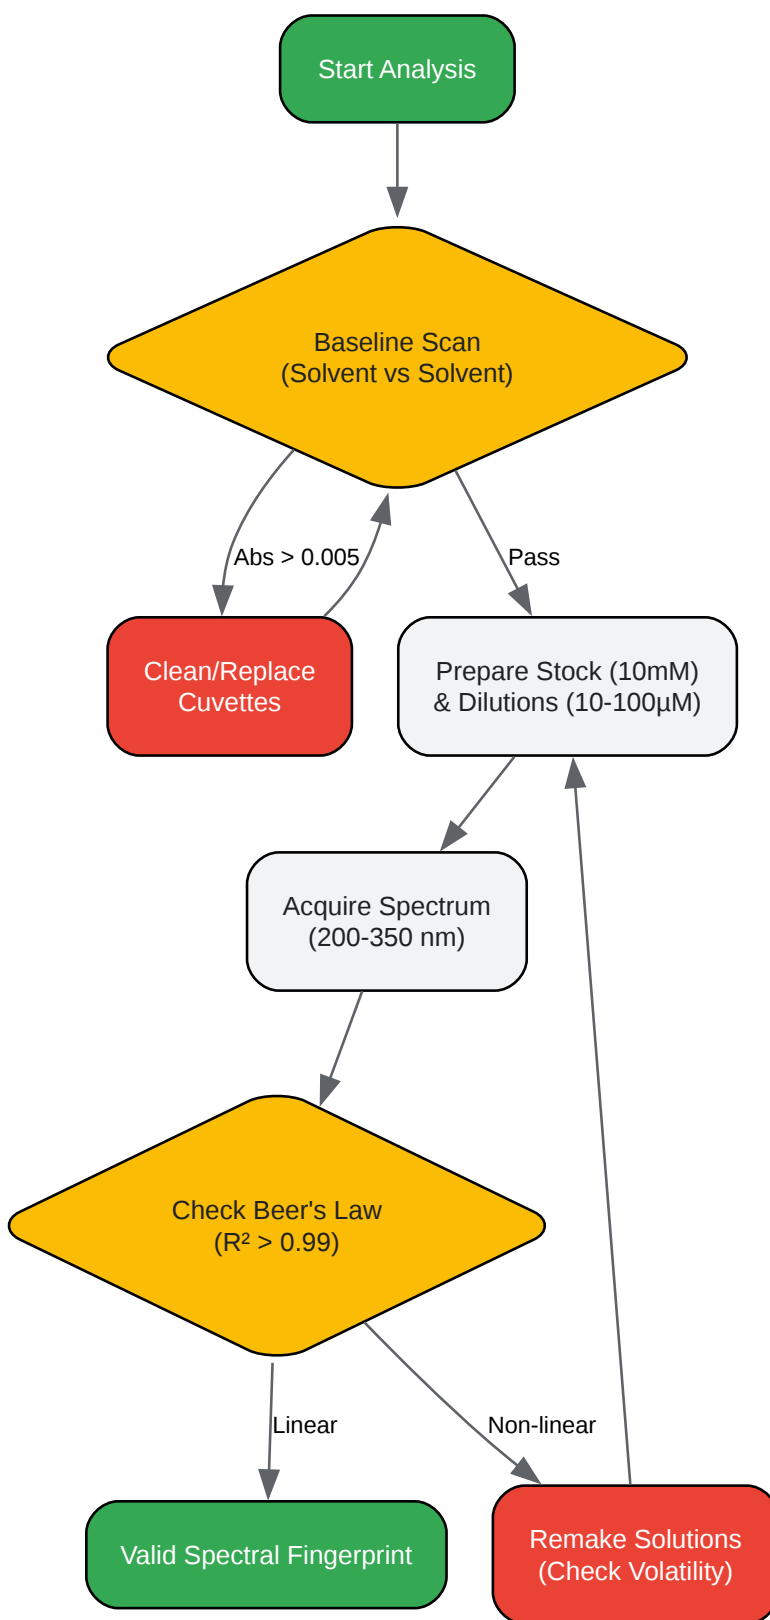 Start Analysis
Baseline Scan
(Solvent vs Solvent)
Abs > 0.005
Pass
Clean/Replace
Cuvettes
Prepare Stock (10mM)
& Dilutions (10-100µM)
Acquire Spectrum
(200-350 nm)
Check Beer's Law
(R² > 0.99)
Linear
Non-linear
Valid Spectral Fingerprint
Remake Solutions
(Check Volatility)